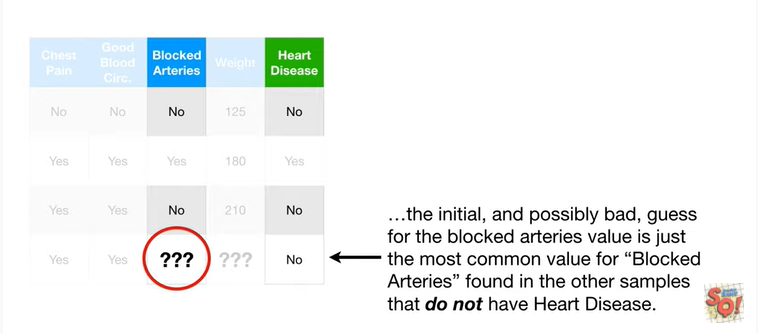 Chest Pain Good Blood Circ. Blocked Arteries Weight Heart Disease
No No No 125 No
Yes Yes Yes 180 Yes
Yes Yes No 210 No
Yes Yes ??? ??? No
…the initial, and possibly bad, guess
for the blocked arteries value is just
the most common value for “Blocked
Arteries” found in the other samples
that do not have Heart Disease.
SQ!